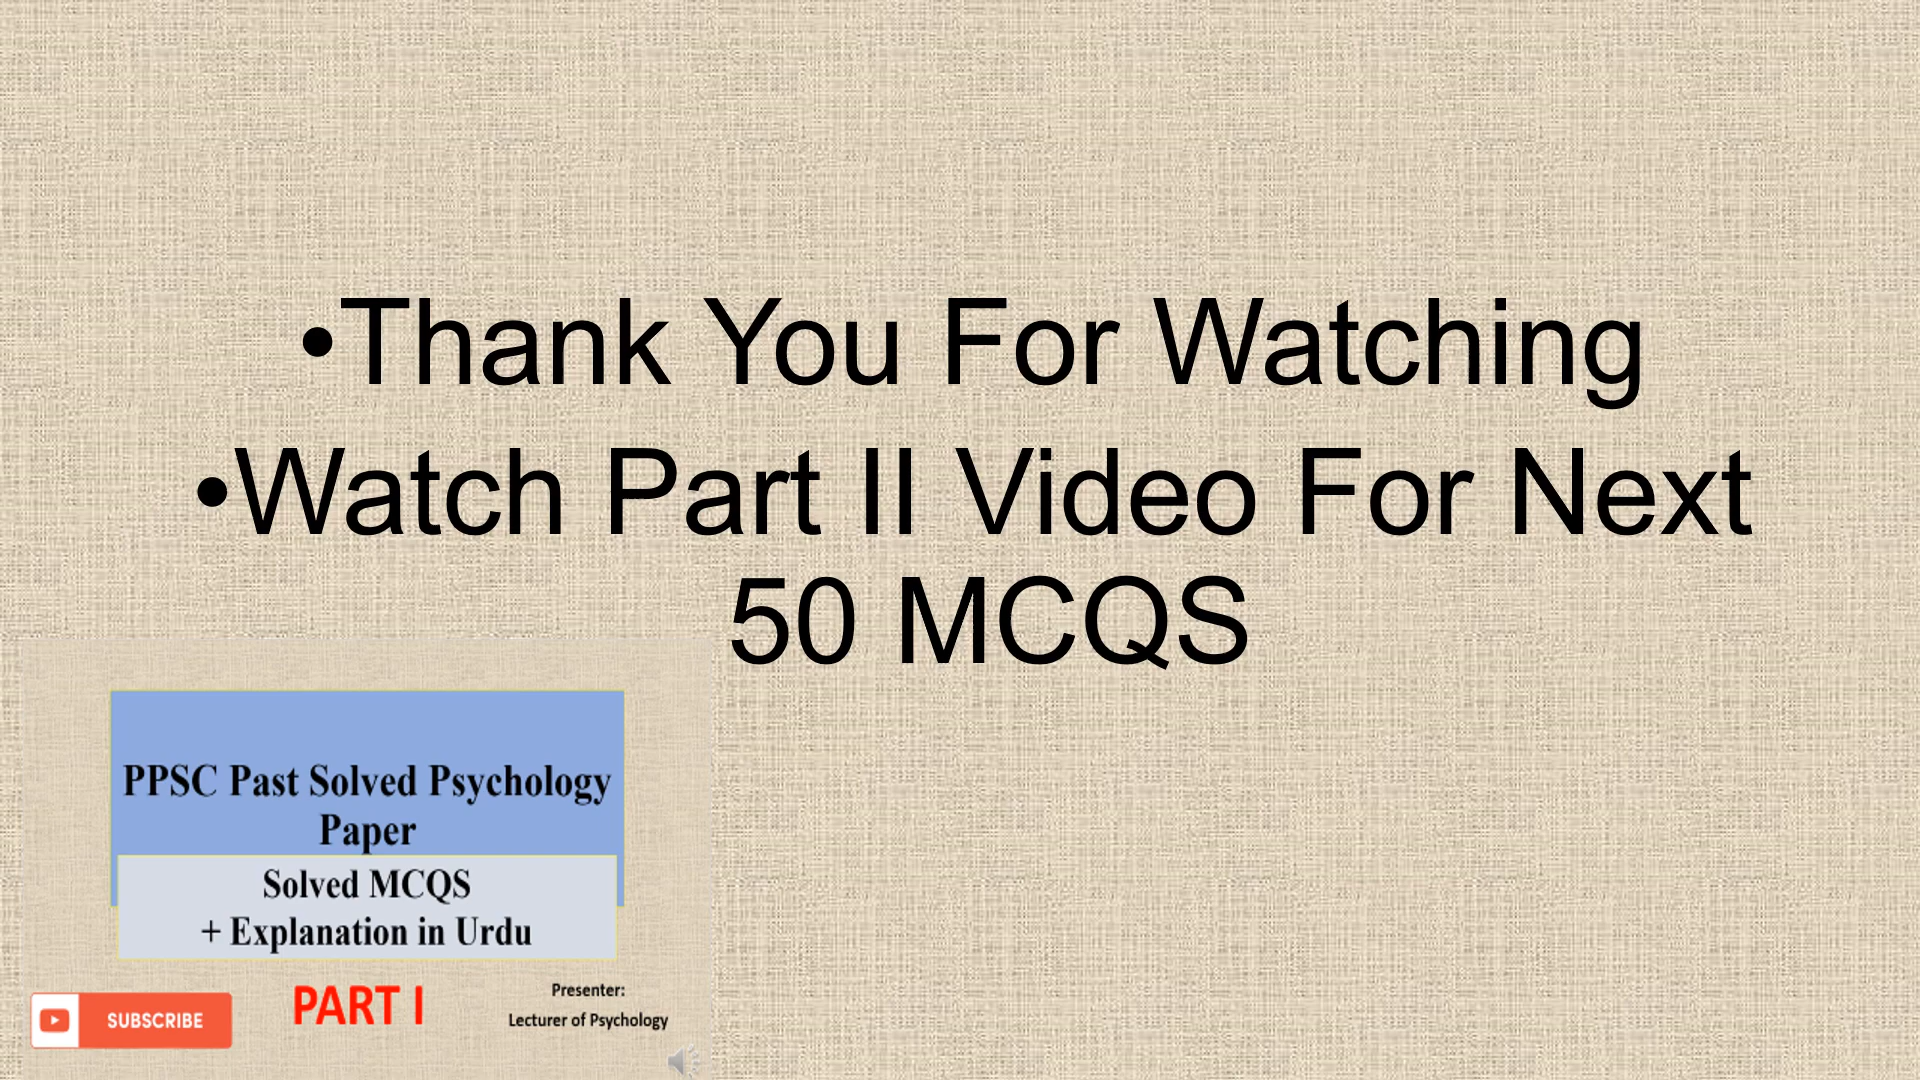 •Thank You For Watching
•Watch Part II Video For Next
50 MCQS
PPSC Past Solved Psychology
Paper
Solved MCQS
+ Explanation in Urdu
SUBSCRIBE
PART I
Presenter:
Lecturer of Psychology